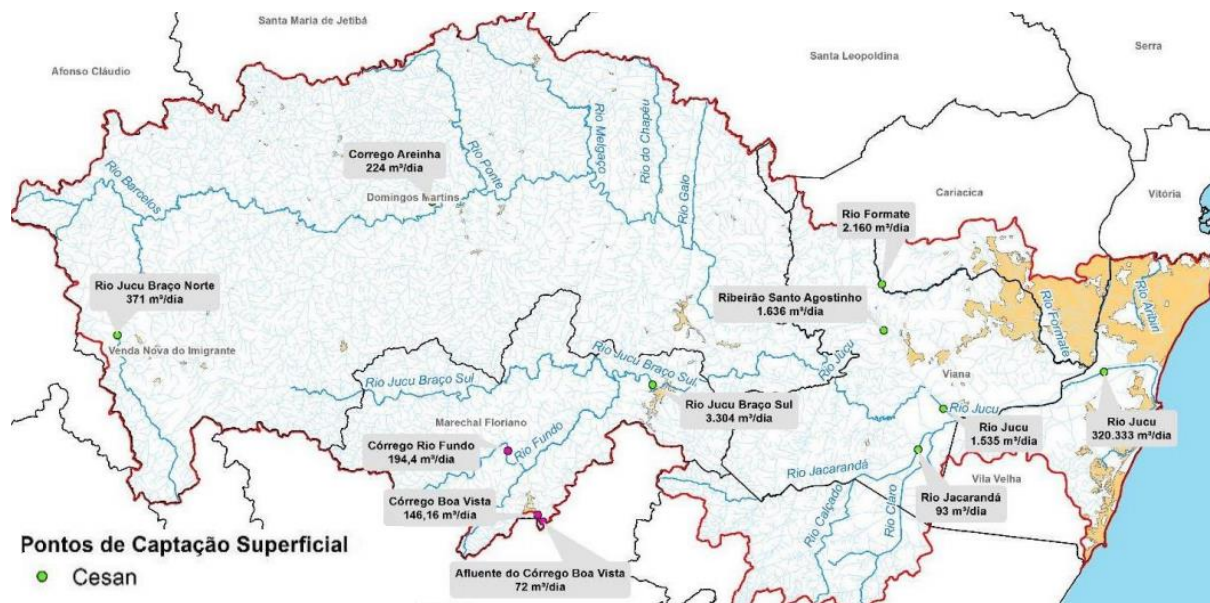 Santa Maria de Jetibá
Santa Leopoldina
Serra
Afonso Cláudio
Corrego Areinha
224 m³/dia
Rio Barcelos
Rio Ponte
Rio Melgaço
Rio do Chapéu
Rio Galo
Domingos Martins
Cariacica
Vitória
Rio Formate
2.160 m³/dia
Rio Jucu Braço Norte
371 m³/dia
Ribeirão Santo Agostinho
1.636 m³/dia
Rio Formate
Rio Aribiri
Venda Nova do Imigrante
Rio Jucu
Rio Jucu Braço Sul
Rio Jucu Braço Sul
Viana
Rio Jucu Braço Sul
3.304 m³/dia
Rio Jucu
Marechal Floriano
Rio Jucu
1.535 m³/dia
Rio Jucu
320.333 m³/dia
Córrego Rio Fundo
194,4 m³/dia
Rio Fundo
Rio Jacarandá
Vila Velha
Córrego Boa Vista
146,16 m³/dia
Rio Calçado
Rio Claro
Rio Jacarandá
93 m³/dia
Pontos de Captação Superficial
Cesan
Afluente do Córrego Boa Vista
72 m³/dia